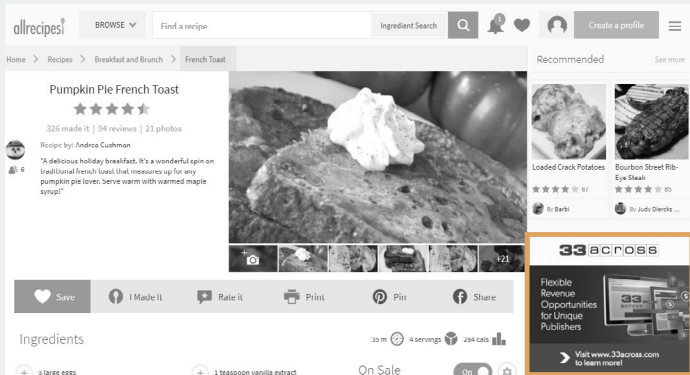 allrecipes
BROWSE
Find a recipe
Ingredient Search
1
Create a profile
Home > Recipes > Breakfast and Brunch > French Toast
Pumpkin Pie French Toast
326 made it | 94 reviews | 21 photos
Recipe by: Andrea Cushman
6
"A delicious holiday breakfast. It's a wonderful spin on
traditional french toast that measures up for any
pumpkin pie lover. Serve warm with warmed maple
syrup!"
+21
Save
I Made It
Rate it
Print
Pin
Share
Ingredients
35 m
4 servings
284 cals
+ 3 large eggs
+ 1 teaspoon vanilla extract
On Sale
On
Recommended
See more
Loaded Crack Potatoes
67
By Barbi
Bourbon Street Rib-
Eye Steak
85
By Judy Diercks ..
33across
Flexible
Revenue
Opportunities
for Unique
Publishers
33
across
Visit www.33across.com
to learn more!